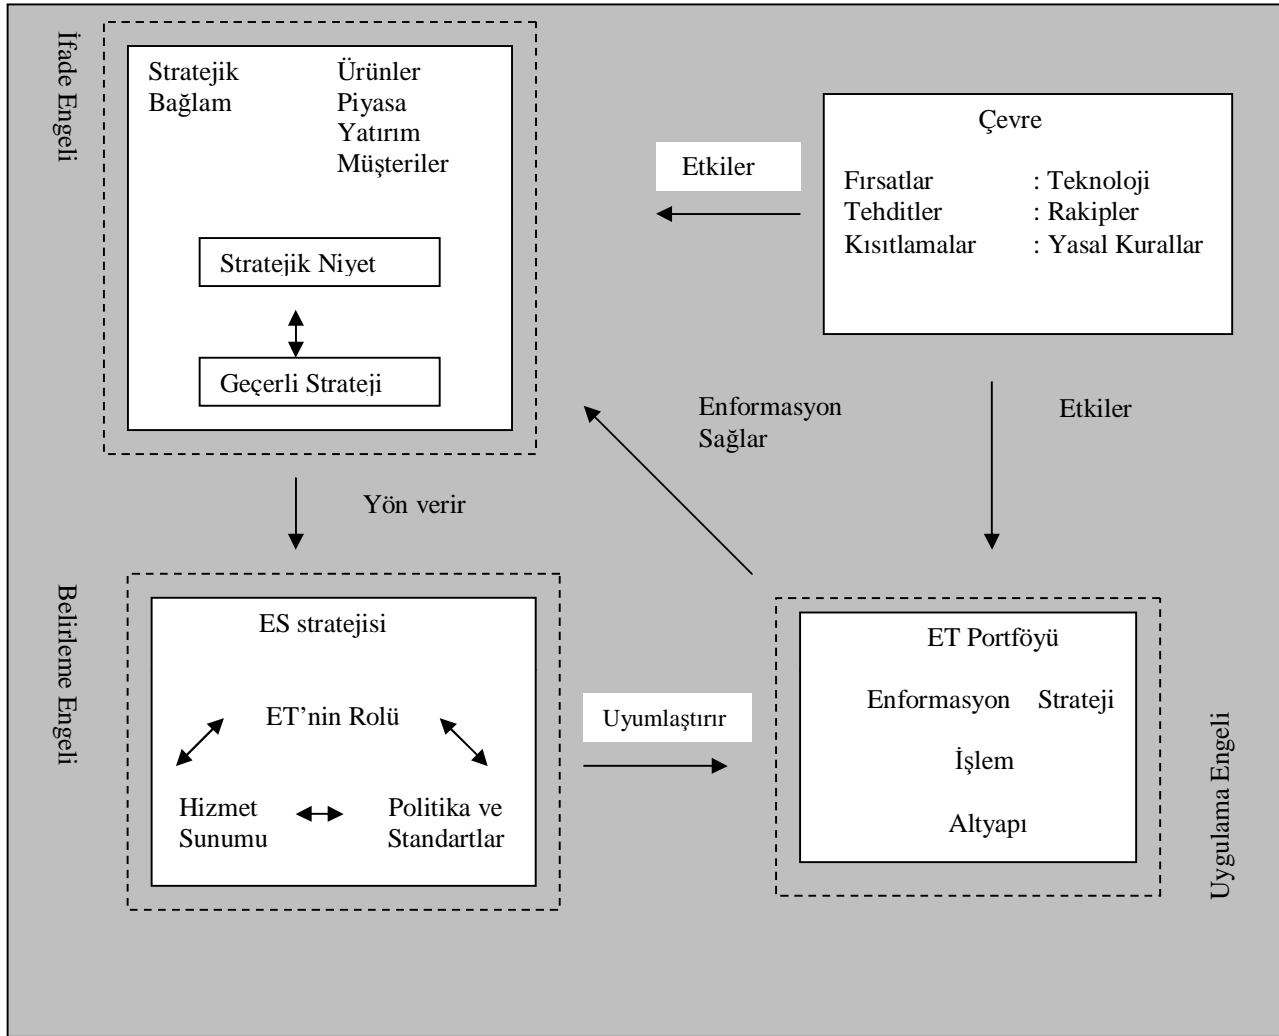 İfade Engeli
Stratejik
Bağlam
Ürünler
Piyasa
Yatırım
Müşteriler
Stratejik Niyet
Geçerli Strateji
Etkiler
Çevre
Fırsatlar : Teknoloji
Tehditler : Rakipler
Kısıtlamalar : Yasal Kurallar
Enformasyon
Sağlar
Etkiler
Yön verir
Belirleme Engeli
ES stratejisi
ET’nin Rolü
Hizmet
Sunumu
Politika ve
Standartlar
Uyumlaştırır
ET Portföyü
Enformasyon Strateji
İşlem
Altyapı
Uygulama Engeli